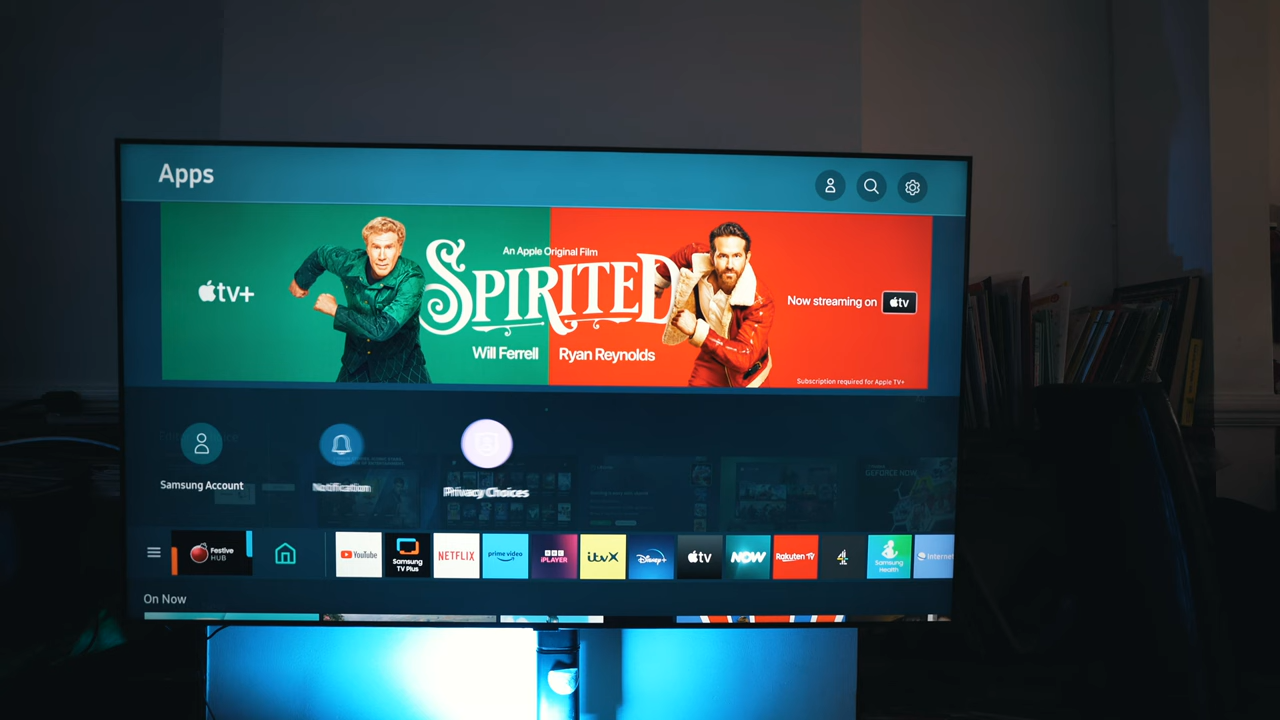 Apps
An Apple Original Film
SPIRITED
tv+
Now streaming on tv
Will Ferrell
Ryan Reynolds
Subscription required for Apple TV+
Samsung Account
Notification
Privacy Choices
GEFORCE NOW
Festive
HUB
YouTube
SAMSUNG
TV Plus
NETFLIX
prime video
BBC
iPLAYER
itvX
Disney+
tv
NOW
Rakuten TV
4
Samsung
Health
Internet
On Now